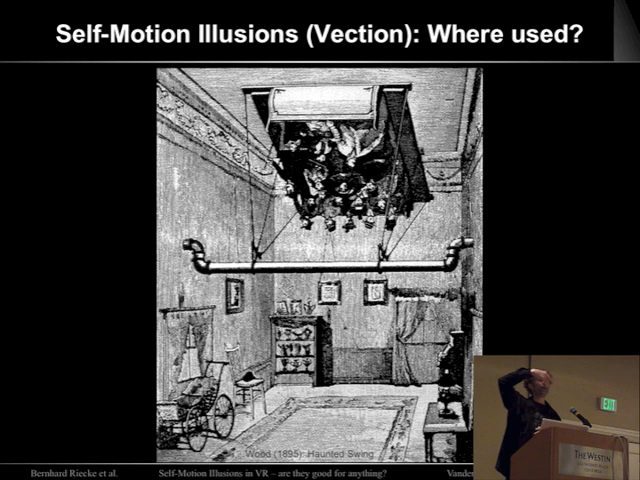 Self-Motion Illusions (Vection): Where used?
Wood (1895): Haunted Swing
EXIT
THE WESTIN
Bernhard Riecke et al.
Self-Motion Illusions in VR – are they good for anything?
Vander